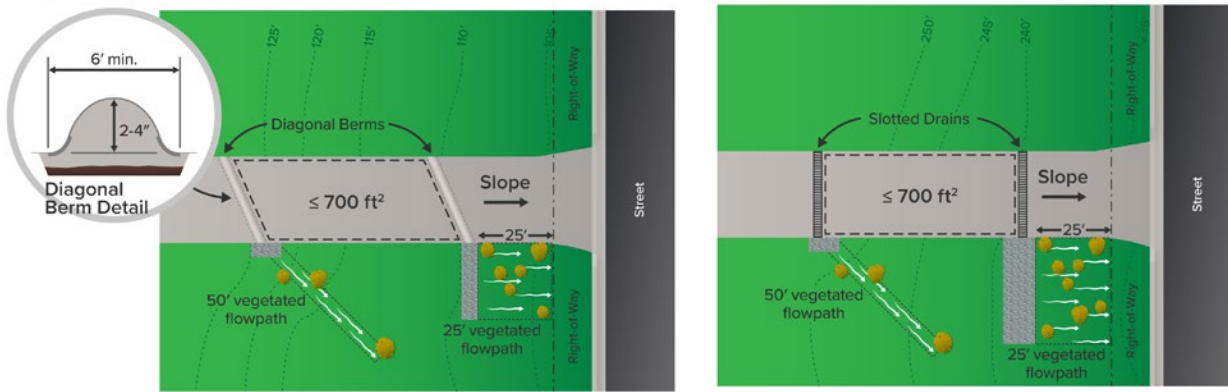 6' min.
2-4"
Diagonal
Berm Detail
125'
120'
115'
110'
105'
Right-of-Way
Diagonal Berms
≤ 700 ft²
Slope
25'
50' vegetated
flowpath
25' vegetated
flowpath
Right-of-Way
Street
250'
245'
240'
235'
Right-of-Way
Slotted Drains
≤ 700 ft²
Slope
25'
50' vegetated
flowpath
25' vegetated
flowpath
Right-of-Way
Street